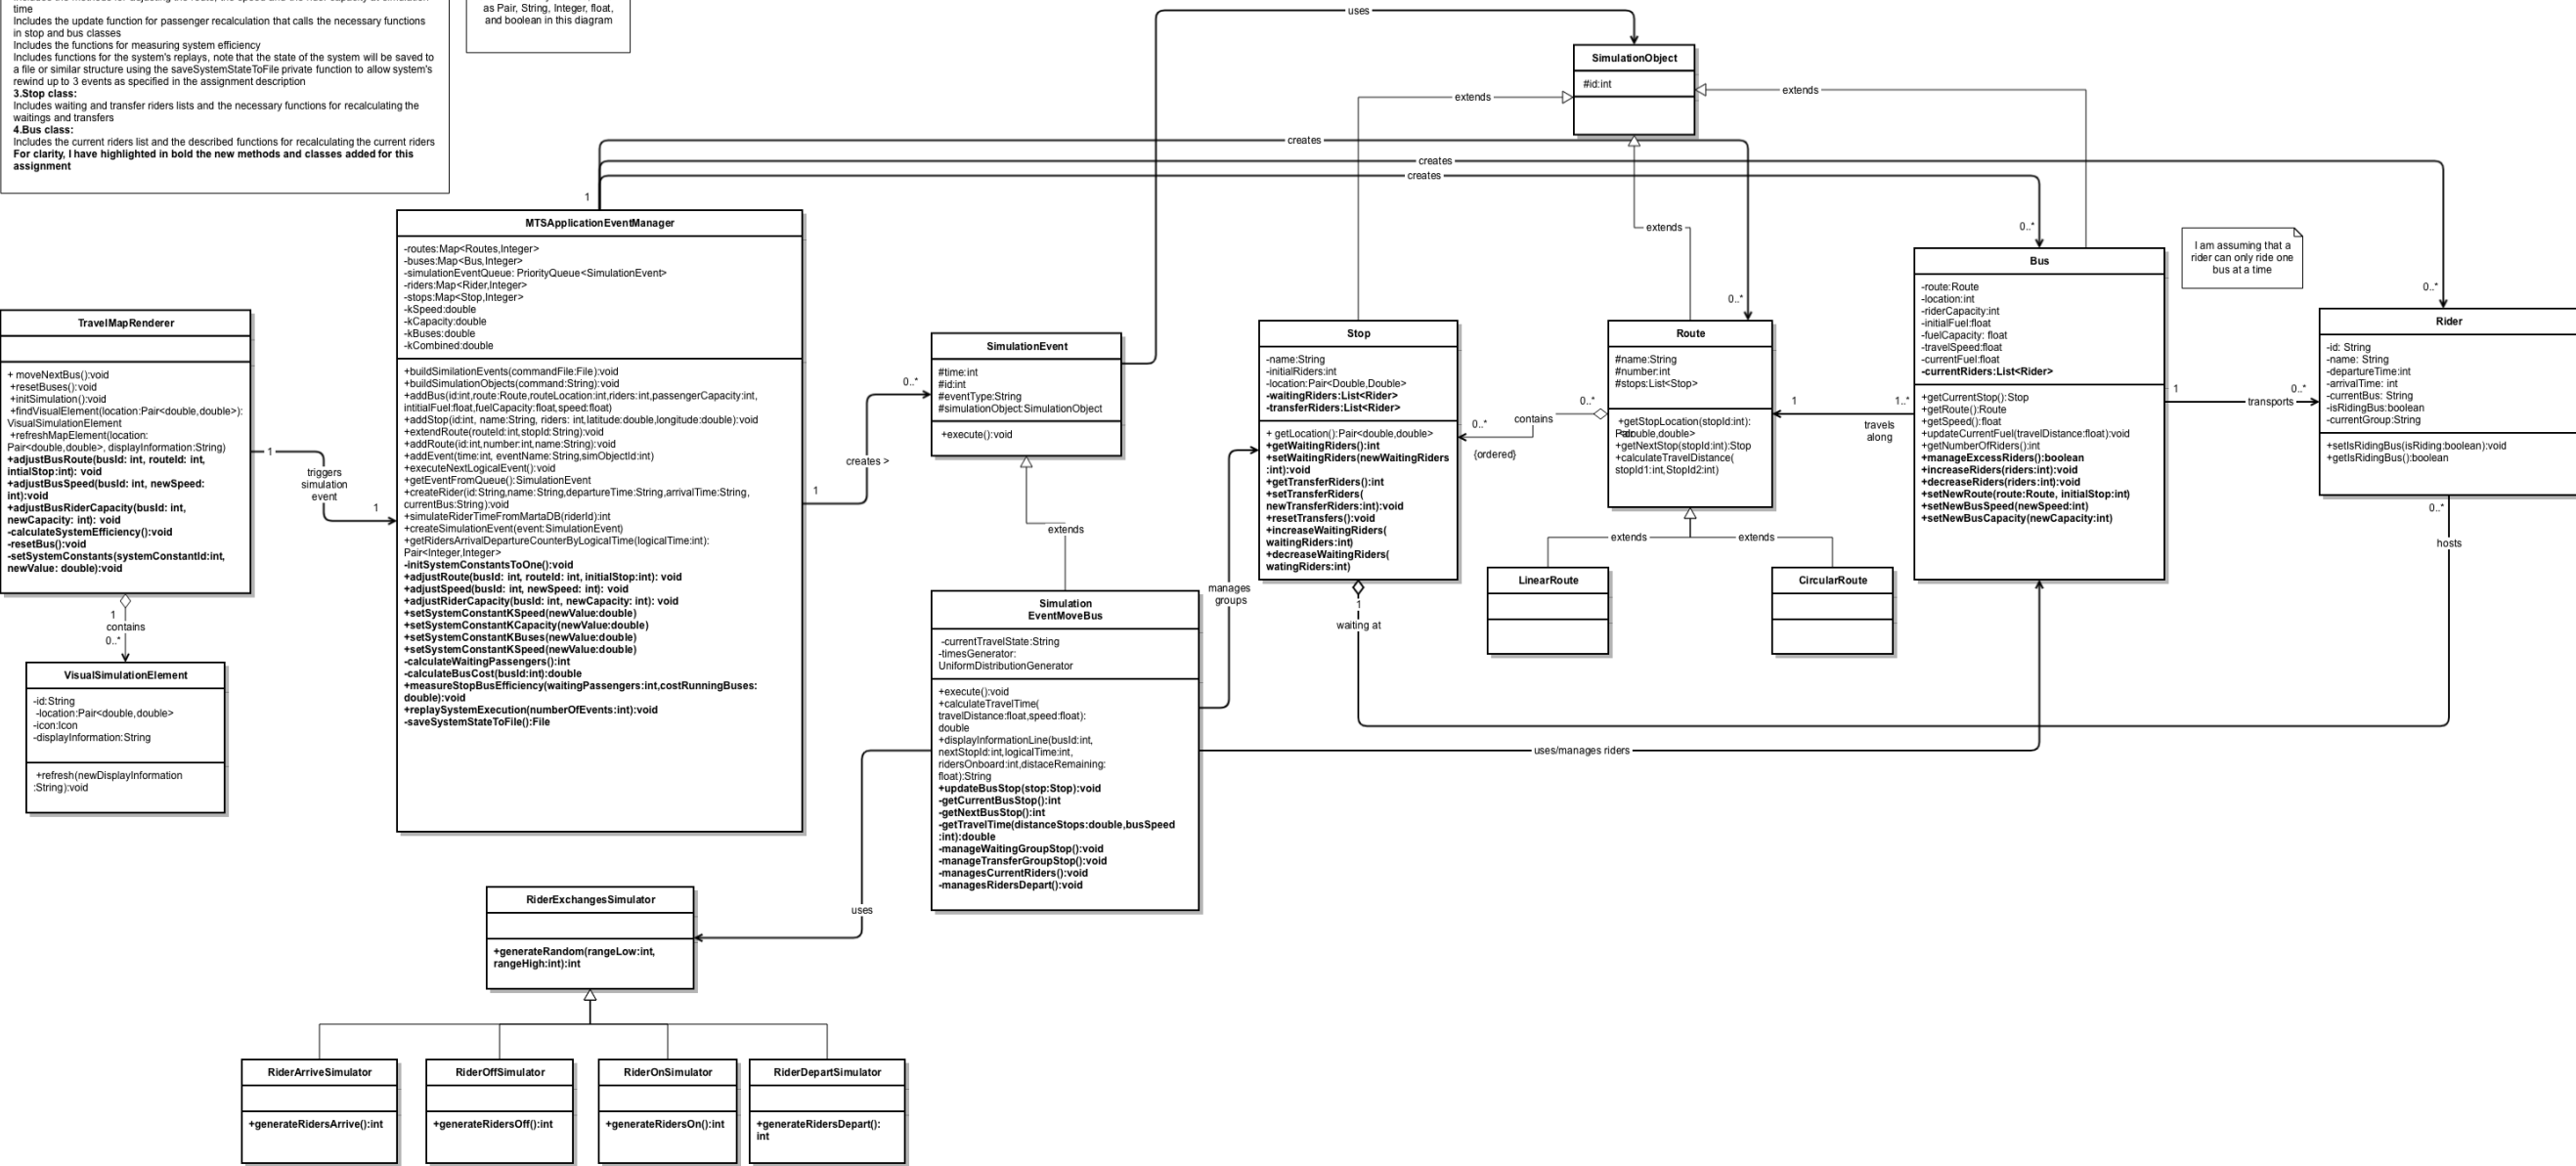 time
Includes the update function for passenger recalculation that calls the necessary functions
in stop and bus classes
Includes the functions for measuring system efficiency
Includes functions for the system's replays, note that the state of the system will be saved to
a file or similar structure using the saveSystemStateToFile private function to allow system's
rewind up to 3 events as specified in the assignment description
3.Stop class:
Includes waiting and transfer riders lists and the necessary functions for recalculating the
waitings and transfers
4.Bus class:
Includes the current riders list and the described functions for recalculating the current riders
For clarity, I have highlighted in bold the new methods and classes added for this
assignment
as Pair, String, Integer, float,
and boolean in this diagram
uses
SimulationObject
#id:int
extends
extends
creates
creates
creates
1
extends
0..*
0..*
0..*
I am assuming that a
rider can only ride one
bus at a time
TravelMapRenderer
+ moveNextBus():void
+resetBuses():void
+initSimulation():void
+findVisualElement(location:Pair<double,double>):
VisualSimulationElement
+refreshMapElement(location:
Pair<double,double>, displayInformation:String)
+adjustBusRoute(busId: int, routeId: int,
intialStop:int): void
+adjustBusSpeed(busId: int, newSpeed:
int):void
+adjustBusRiderCapacity(busId: int,
newCapacity: int): void
-calculateSystemEfficiency():void
-resetBus():void
-setSystemConstants(systemConstantId:int,
newValue: double):void
1
triggers
simulation
event
1
1
contains
0..*
VisualSimulationElement
-id:String
-location:Pair<double,double>
-icon:Icon
-displayInformation:String
+refresh(newDisplayInformation
:String):void
MTSApplicationEventManager
-routes:Map<Routes,Integer>
-buses:Map<Bus,Integer>
-simulationEventQueue: PriorityQueue<SimulationEvent>
-riders:Map<Rider,Integer>
-stops:Map<Stop,Integer>
-kSpeed:double
-kCapacity:double
-kBuses:double
-kCombined:double
+buildSimilationEvents(commandFile:File):void
+buildSimulationObjects(command:String):void
+addBus(id:int,route:Route,routeLocation:int,riders:int,passengerCapacity:int,
intitialFuel:float,fuelCapacity:float,speed:float)
+addStop(id:int, name:String, riders: int,latitude:double,longitude:double):void
+extendRoute(routeId:int,stopId:String):void
+addRoute(id:int,number:int,name:String):void
+addEvent(time:int, eventName:String,simObjectId:int)
+executeNextLogicalEvent():void
+getEventFromQueue():SimulationEvent
+createRider(id:String,name:String,departureTime:String,arrivalTime:String,
currentBus:String):void
+simulateRiderTimeFromMartaDB(riderId):int
+createSimulationEvent(event:SimulationEvent)
+getRidersArrivalDepartureCounterByLogicalTime(logicalTime:int):
Pair<Integer,Integer>
-initSystemConstantsToOne():void
+adjustRoute(busId: int, routeId: int, initialStop:int): void
+adjustSpeed(busId: int, newSpeed: int): void
+adjustRiderCapacity(busId: int, newCapacity: int): void
+setSystemConstantKSpeed(newValue:double)
+setSystemConstantKCapacity(newValue:double)
+setSystemConstantKBuses(newValue:double)
+setSystemConstantKSpeed(newValue:double)
-calculateWaitingPassengers():int
-calculateBusCost(busId:int):double
+measureStopBusEfficiency(waitingPassengers:int,costRunningBuses:
double):void
+replaySystemExecution(numberOfEvents:int):void
-saveSystemStateToFile():File
1
creates >
0..*
SimulationEvent
#time:int
#id:int
#eventType:String
#simulationObject:SimulationObject
+execute():void
extends
Simulation
EventMoveBus
-currentTravelState:String
-timesGenerator:
UniformDistributionGenerator
+execute():void
+calculateTravelTime(
travelDistance:float,speed:float):
double
+displayInformationLine(busId:int,
nextStopId:int,logicalTime:int,
ridersOnboard:int,distaceRemaining:
float):String
+updateBusStop(stop:Stop):void
-getCurrentBusStop():int
-getNextBusStop():int
-getTravelTime(distanceStops:double,busSpeed
:int):double
-manageWaitingGroupStop():void
-manageTransferGroupStop():void
-managesCurrentRiders():void
-managesRidersDepart():void
manages
groups
Stop
-name:String
-initialRiders:int
-location:Pair<Double,Double>
-waitingRiders:List<Rider>
-transferRiders:List<Rider>
+ getLocation():Pair<double,double>
+getWaitingRiders():int
+setWaitingRiders(newWaitingRiders
:int):void
+getTransferRiders():int
+setTransferRiders(
newTransferRiders:int):void
+resetTransfers():void
+increaseWaitingRiders(
waitingRiders:int)
+decreaseWaitingRiders(
watingRiders:int)
1
waiting at
0..*
contains
0..*
{ordered}
Route
#name:String
#number:int
#stops:List<Stop>
+getStopLocation(stopId:int):
double,double>
+getNextStop(stopId:int):Stop
+calculateTravelDistance(
stopId1:int,StopId2:int)
extends
extends
LinearRoute
CircularRoute
1
1..*
travels
along
Bus
-route:Route
-location:int
-riderCapacity:int
-initialFuel:float
-fuelCapacity: float
-travelSpeed:float
-currentFuel:float
-currentRiders:List<Rider>
+getCurrentStop():Stop
+getRoute():Route
+getSpeed():float
+updateCurrentFuel(travelDistance:float):void
+getNumberOfRiders():int
+manageExcessRiders():boolean
+increaseRiders(riders:int):void
+decreaseRiders(riders:int):void
+setNewRoute(route:Route, initialStop:int)
+setNewBusSpeed(newSpeed:int)
+setNewBusCapacity(newCapacity:int)
1
transports
0..*
Rider
-id: String
-name: String
-departureTime:int
-arrivalTime: int
-currentBus: String
-isRidingBus:boolean
-currentGroup:String
+setIsRidingBus(isRiding:boolean):void
+getIsRidingBus():boolean
0..*
hosts
uses/manages riders
uses
RiderExchangesSimulator
+generateRandom(rangeLow:int,
rangeHigh:int):int
RiderArriveSimulator
+generateRidersArrive():int
RiderOffSimulator
+generateRidersOff():int
RiderOnSimulator
+generateRidersOn():int
RiderDepartSimulator
+generateRidersDepart():
int